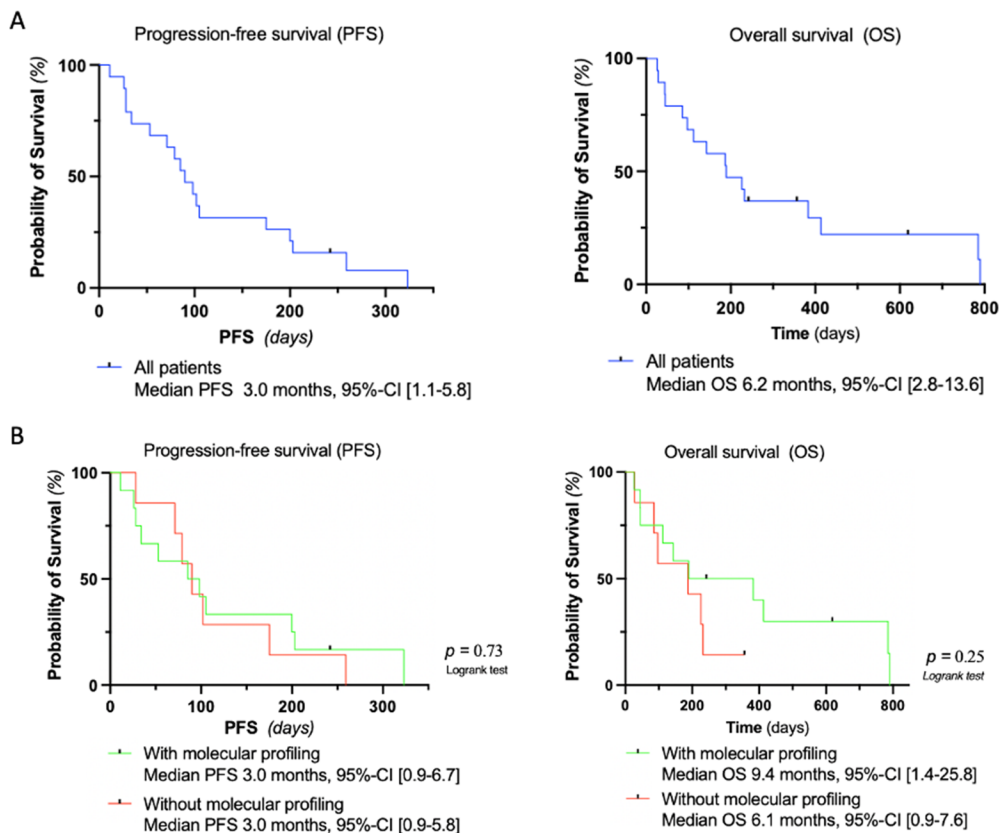 A
Progression-free survival (PFS)
Probability of Survival (%)
100
50
0
0 100 200 300
PFS (days)
All patients
Median PFS 3.0 months, 95%-CI [1.1-5.8]
Overall survival (OS)
Probability of Survival (%)
100
50
0
0 200 400 600 800
Time (days)
All patients
Median OS 6.2 months, 95%-CI [2.8-13.6]
B
Progression-free survival (PFS)
Probability of Survival (%)
100
50
0
0 100 200 300
PFS (days)
p = 0.73
Logrank test
With molecular profiling
Median PFS 3.0 months, 95%-CI [0.9-6.7]
Without molecular profiling
Median PFS 3.0 months, 95%-CI [0.9-5.8]
Overall survival (OS)
Probability of Survival (%)
100
50
0
0 200 400 600 800
Time (days)
p = 0.25
Logrank test
With molecular profiling
Median OS 9.4 months, 95%-CI [1.4-25.8]
Without molecular profiling
Median OS 6.1 months, 95%-CI [0.9-7.6]